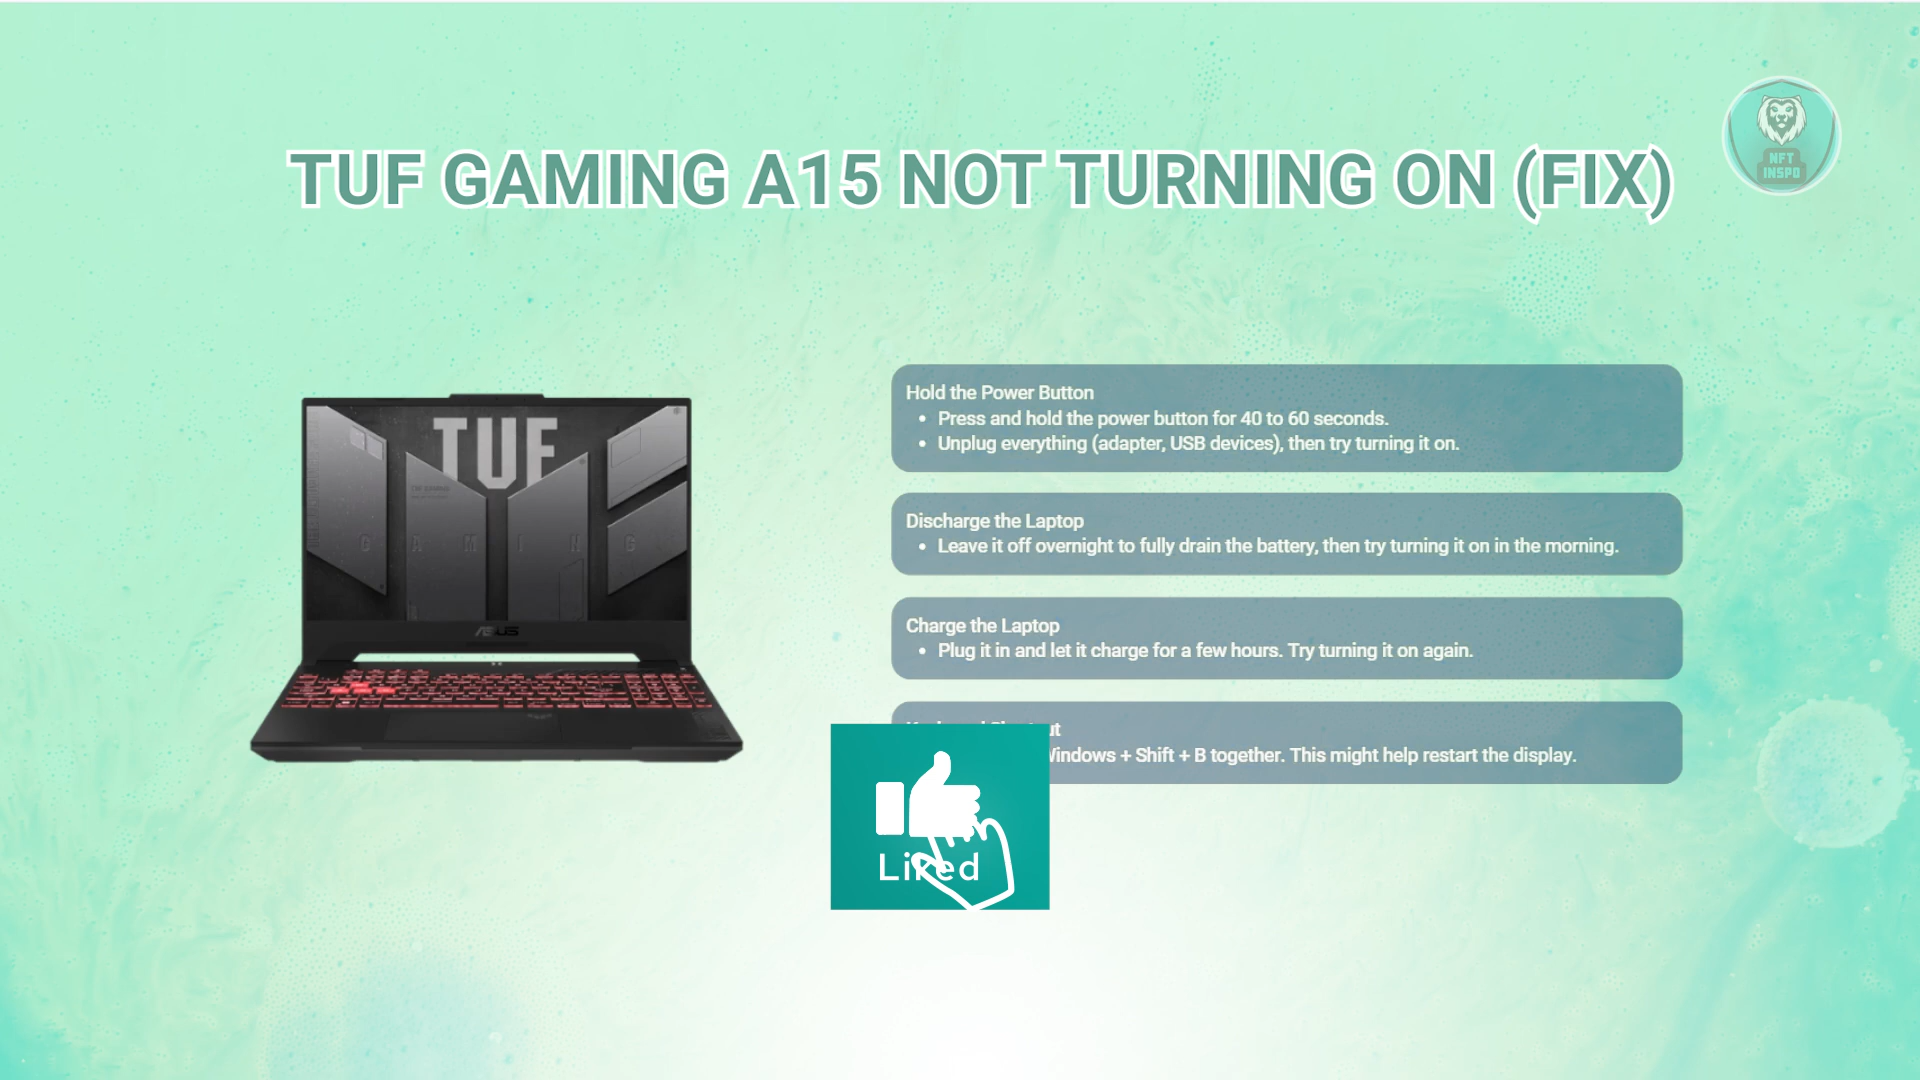 TUF GAMING A15 NOT TURNING ON (FIX)
NFT
INSPO
Hold the Power Button
• Press and hold the power button for 40 to 60 seconds.
• Unplug everything (adapter, USB devices), then try turning it on.
TUF
GAMING
ASUS
Discharge the Laptop
• Leave it off overnight to fully drain the battery, then try turning it on in the morning.
Charge the Laptop
• Plug it in and let it charge for a few hours. Try turning it on again.
Windows + Shift + B together. This might help restart the display.
Liked